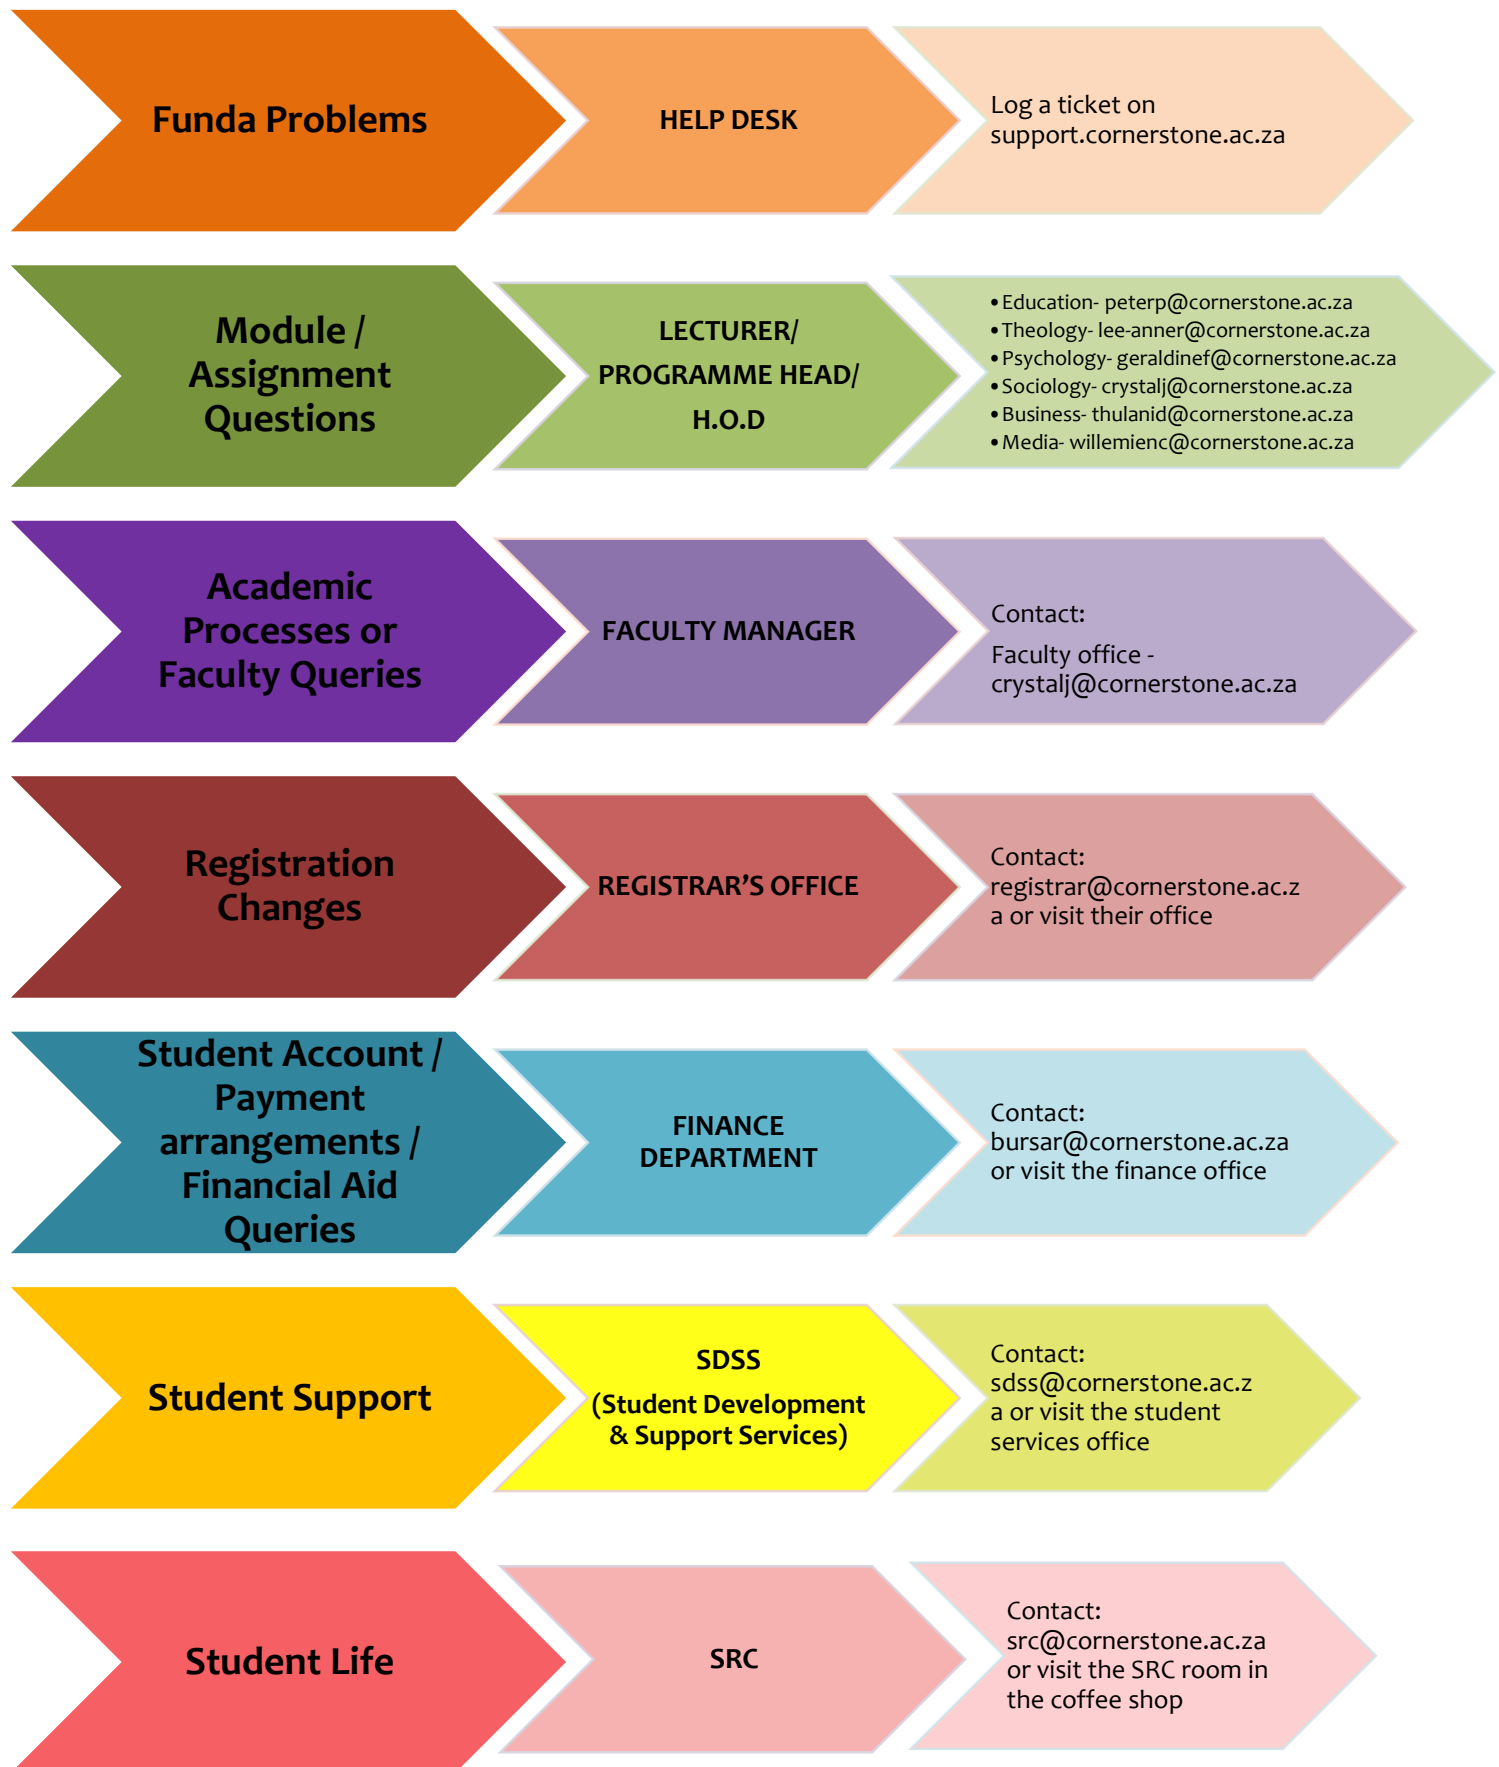 Funda Problems
HELP DESK
Log a ticket on
support.cornerstone.ac.za
Module /
Assignment
Questions
LECTURER/
PROGRAMME HEAD/
H.O.D
•Education- peterp@cornerstone.ac.za
•Theology- lee-anner@cornerstone.ac.za
•Psychology- geraldinef@cornerstone.ac.za
•Sociology- crystalj@cornerstone.ac.za
•Business- thulanid@cornerstone.ac.za
•Media- willemienc@cornerstone.ac.za
Academic
Processes or
Faculty Queries
FACULTY MANAGER
Contact:
Faculty office -
crystalj@cornerstone.ac.za
Registration
Changes
REGISTRAR’S OFFICE
Contact:
registrar@cornerstone.ac.z
a or visit their office
Student Account /
Payment
arrangements /
Financial Aid
Queries
FINANCE
DEPARTMENT
Contact:
bursar@cornerstone.ac.za
or visit the finance office
Student Support
SDSS
(Student Development
& Support Services)
Contact:
sdss@cornerstone.ac.z
a or visit the student
services office
Student Life
SRC
Contact:
src@cornerstone.ac.za
or visit the SRC room in
the coffee shop